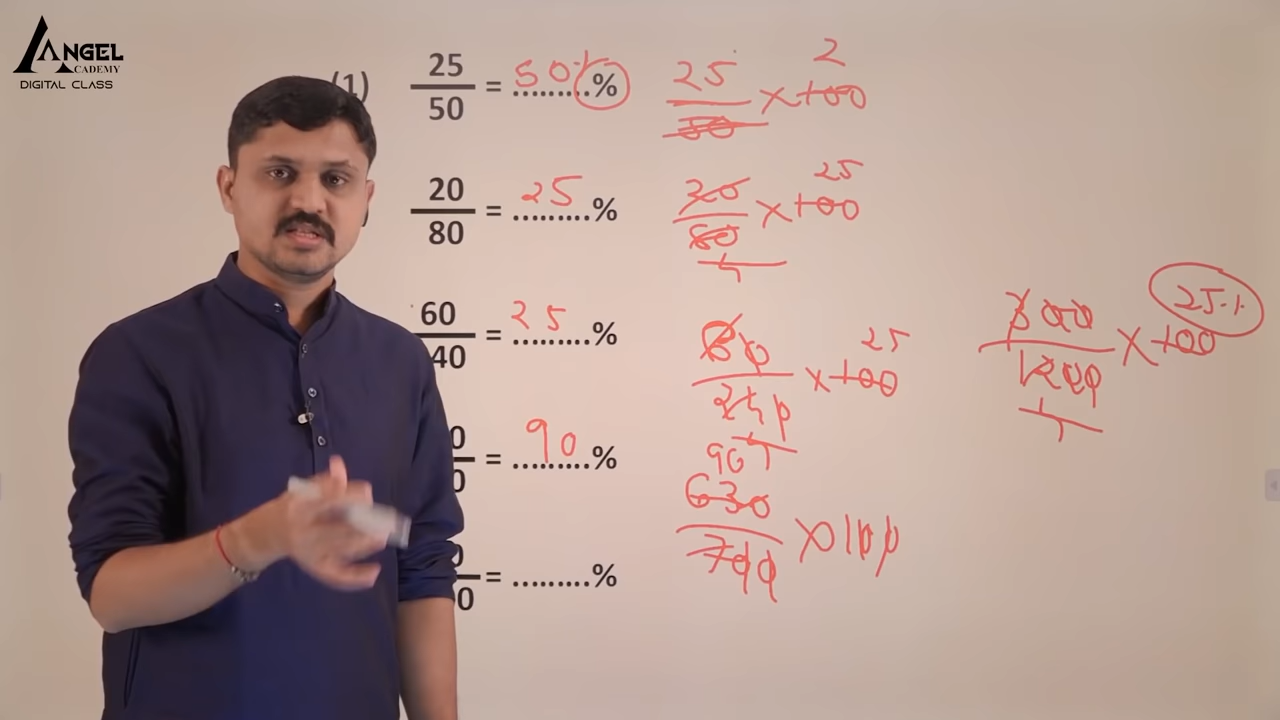 ANGEL
ACADEMY
DIGITAL CLASS
(1) 25/50 = 50% .........% 25/50 × 100 2
20/80 = 25 .........% 20/80 × 100 25 4
60/40 = 25 .........% 60/240 × 100 25 4
= 90 .........% 90 630/700 × 100
= .........%
300/1200 × 100 25% 4